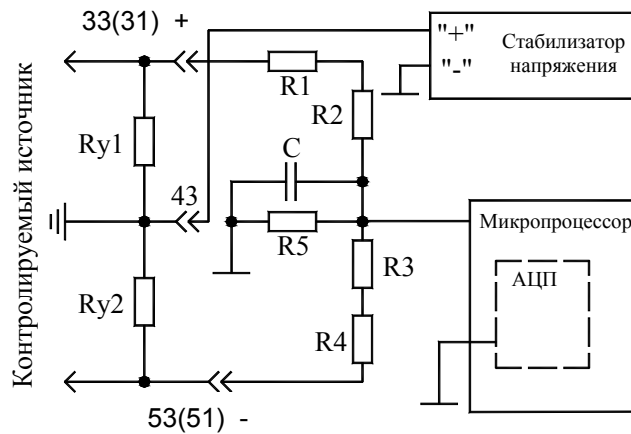 33(31) +
"+"
Стабилизатор
напряжения
"-"
R1
R2
Контролируемый источник
Ry1
C
43
R5
Микропроцессор
R3
АЦП
Ry2
R4
53(51) -